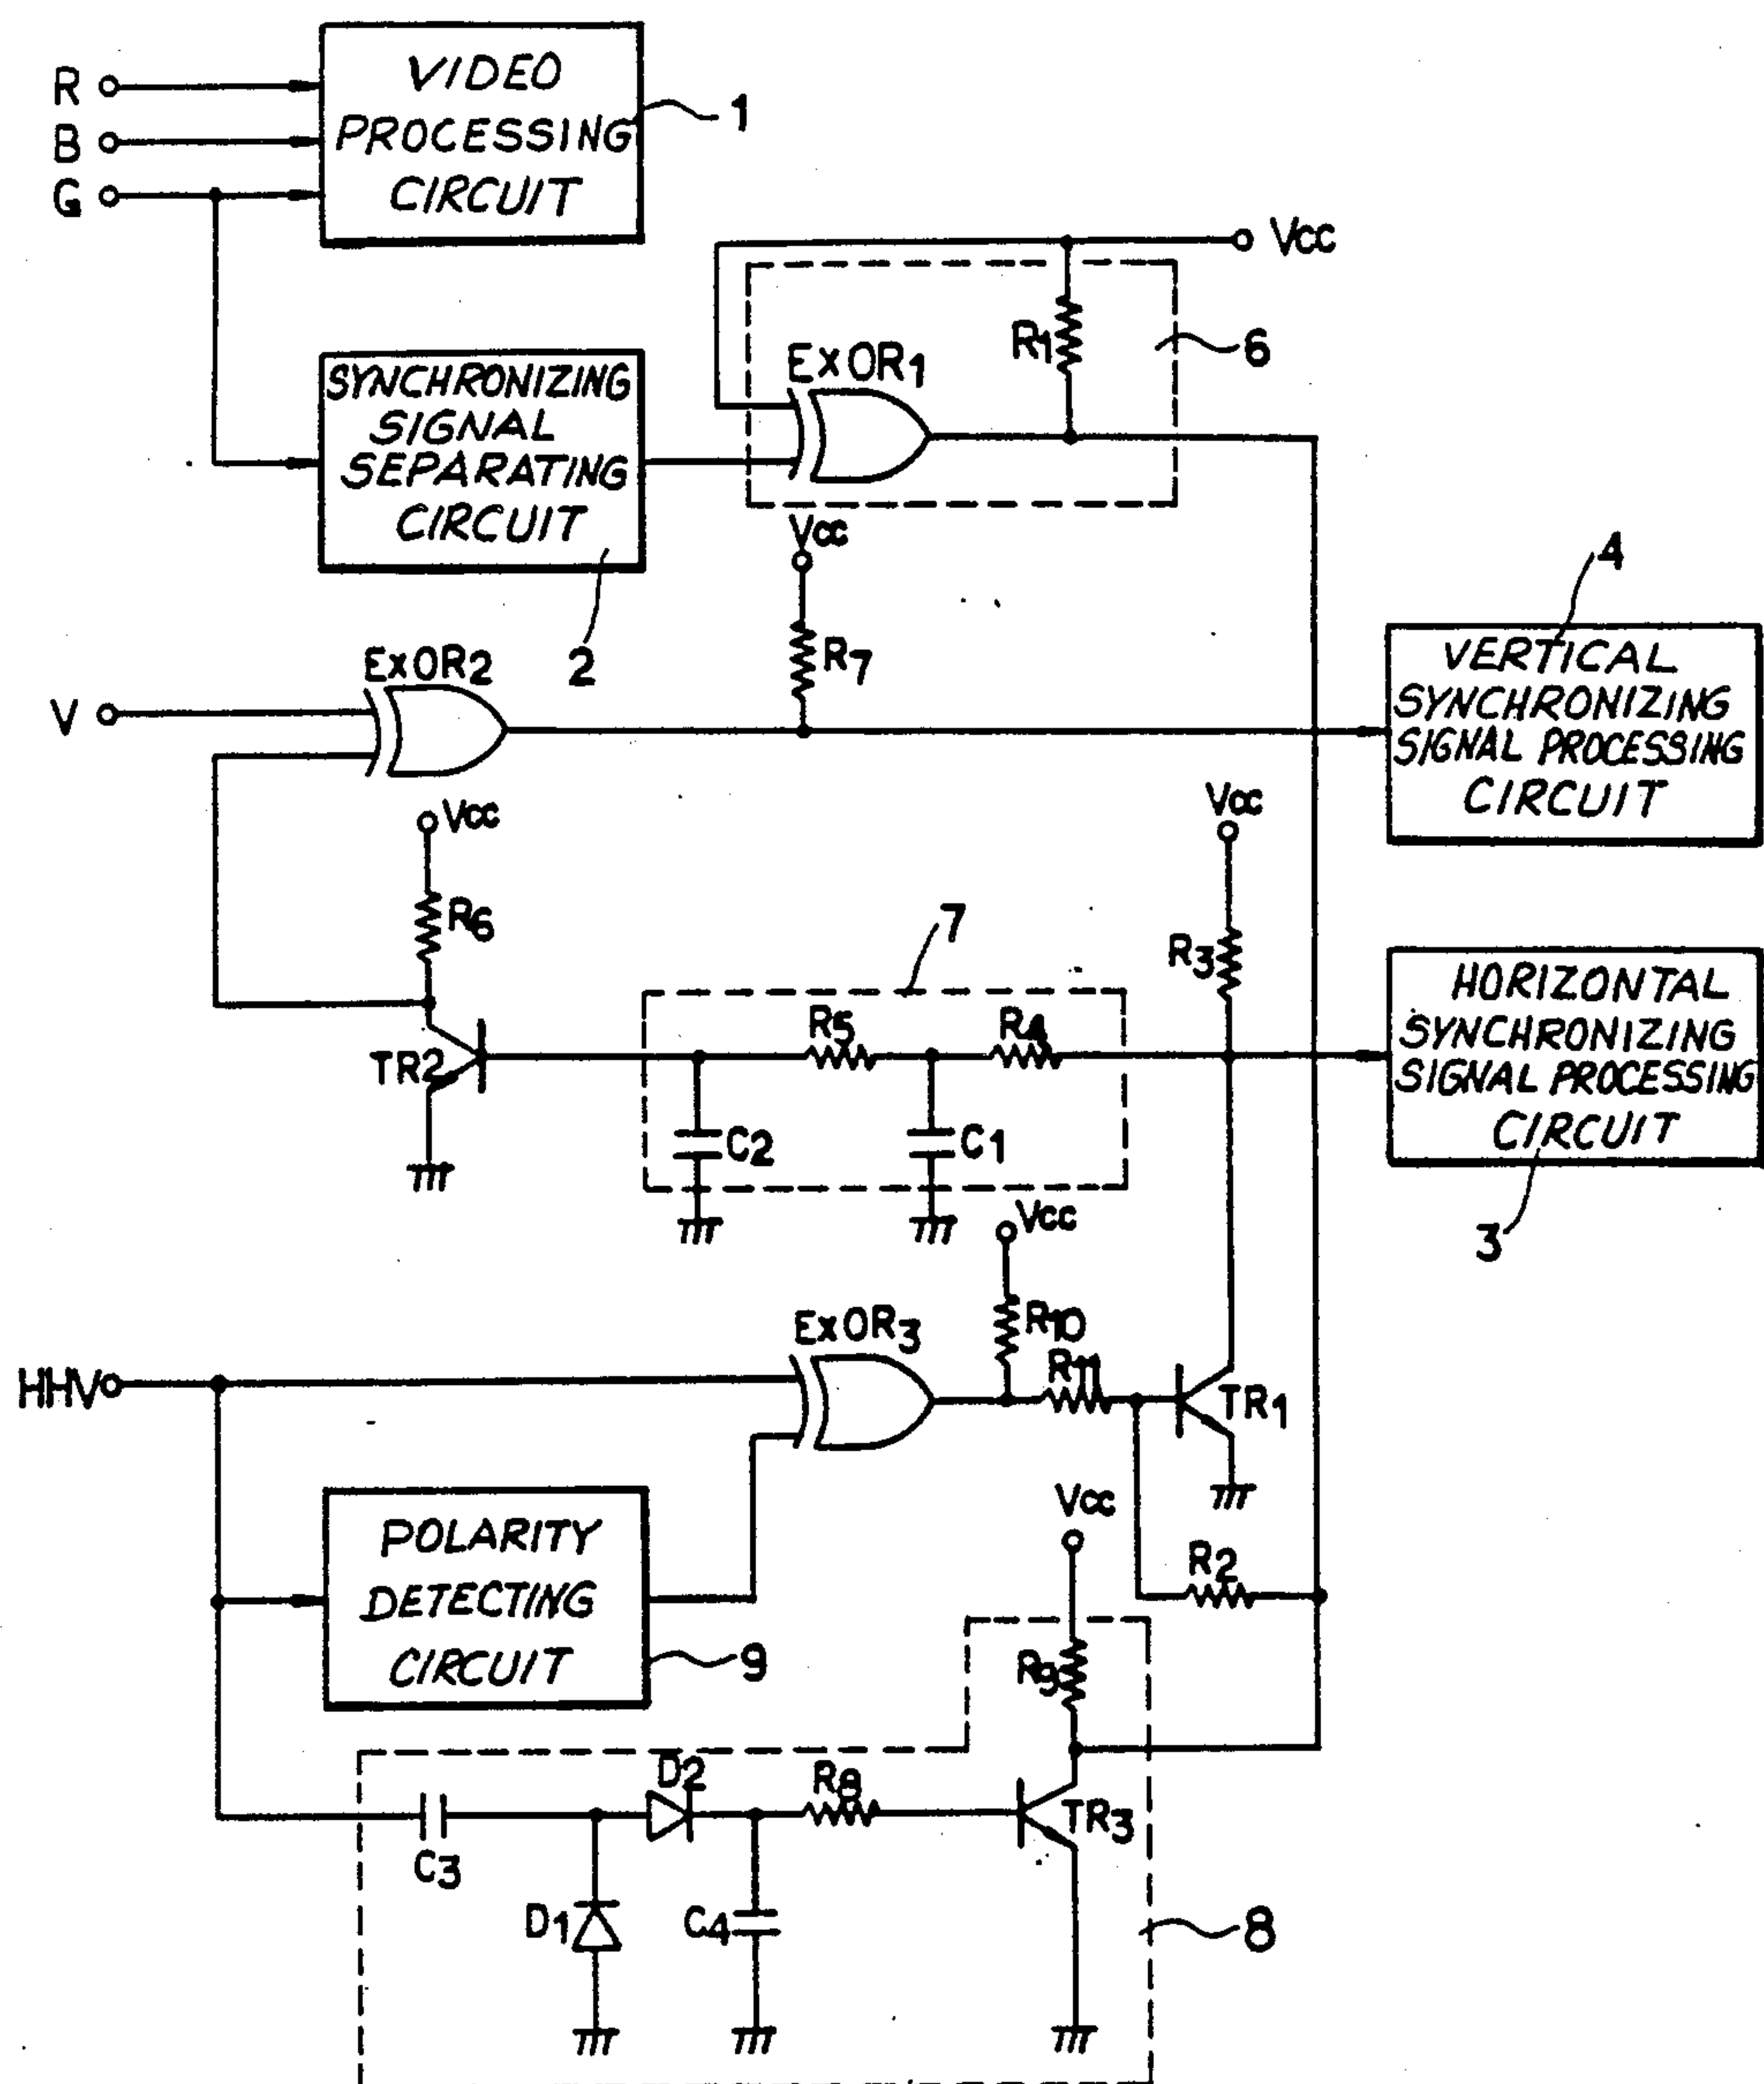 R
B
G
VIDEO
PROCESSING
CIRCUIT
1
Vcc
R1
6
EXOR1
SYNCHRONIZING
SIGNAL
SEPARATING
CIRCUIT
2
Vcc
R7
4
VERTICAL
SYNCHRONIZING
SIGNAL PROCESSING
CIRCUIT
EXOR2
V
Vcc
R6
TR2
7
R5
R4
C2
C1
Vcc
R3
HORIZONTAL
SYNCHRONIZING
SIGNAL PROCESSING
CIRCUIT
3
Vcc
R10
R11
EXOR3
HHV
TR1
POLARITY
DETECTING
CIRCUIT
9
Vcc
R2
R9
D2
R8
TR3
C3
D1
C4
8